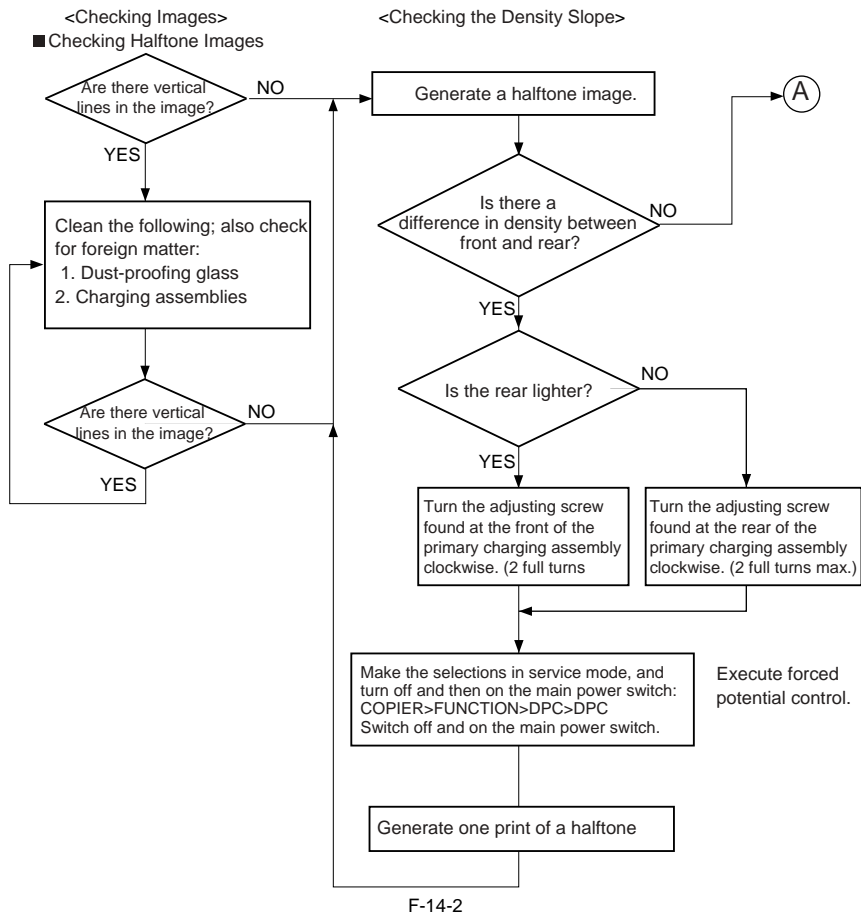 <Checking Images>
■ Checking Halftone Images
Are there vertical
lines in the image?
NO
YES
Clean the following; also check
for foreign matter:
1. Dust-proofing glass
2. Charging assemblies
Are there vertical
lines in the image?
NO
YES
<Checking the Density Slope>
Generate a halftone image.
A
Is there a
difference in density between
front and rear?
NO
YES
Is the rear lighter?
NO
YES
Turn the adjusting screw
found at the front of the
primary charging assembly
clockwise. (2 full turns
Turn the adjusting screw
found at the rear of the
primary charging assembly
clockwise. (2 full turns max.)
Make the selections in service mode, and
turn off and then on the main power switch:
COPIER>FUNCTION>DPC>DPC
Switch off and on the main power switch.
Execute forced
potential control.
Generate one print of a halftone
F-14-2